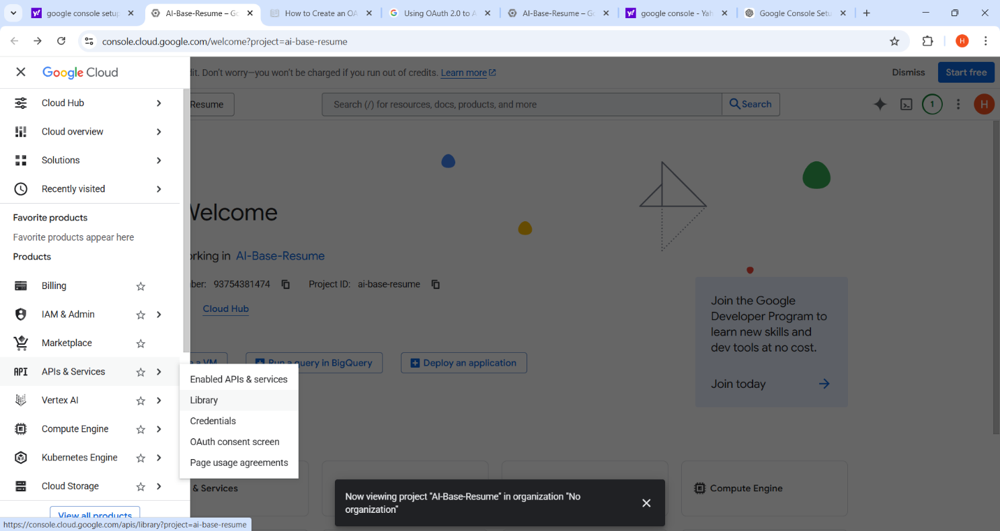 google console setup
AI-Base-Resume – Go
How to Create an OA
Using OAuth 2.0 to A
AI-Base-Resume – Go
google console - Yah
Google Console Setu
console.cloud.google.com/welcome?project=ai-base-resume
H
Google Cloud
dit. Don't worry—you won't be charged if you run out of credits. Learn more
Dismiss
Start free
Cloud Hub
Resume
Search (/) for resources, docs, products, and more
Search
1
H
Cloud overview
Solutions
Recently visited
Favorite products
Favorite products appear here
Products
Welcome
orking in AI-Base-Resume
Billing
ber: 93754381474
Project ID: ai-base-resume
Cloud Hub
IAM & Admin
Marketplace
Join the Google
Developer Program to
learn new skills and
dev tools at no cost.
Join today
API
APIs & Services
a VM
Run a query in BigQuery
Deploy an application
Enabled APIs & services
Library
Credentials
OAuth consent screen
Page usage agreements
Vertex AI
Compute Engine
Kubernetes Engine
Cloud Storage
& Services
Compute Engine
Now viewing project "AI-Base-Resume" in organization "No
organization"
View all products
https://console.cloud.google.com/apis/library?project=ai-base-resume